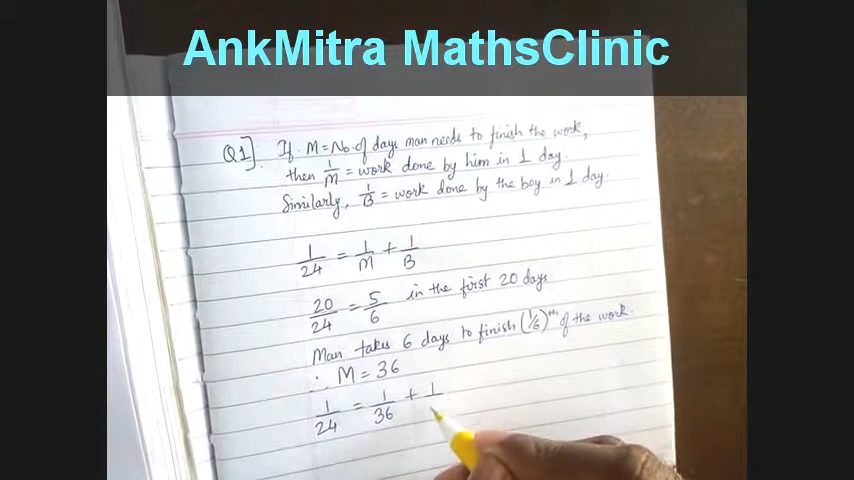 AnkMitra MathsClinic
Q1]. If M = No. of days man needs to finish the work,
then 1/M = work done by him in 1 day.
Similarly, 1/B = work done by the boy in 1 day.
1/24 = 1/M + 1/B
20/24 = 5/6 in the first 20 days
Man takes 6 days to finish (1/6)th of the work.
∴ M = 36
1/24 = 1/36 + 1